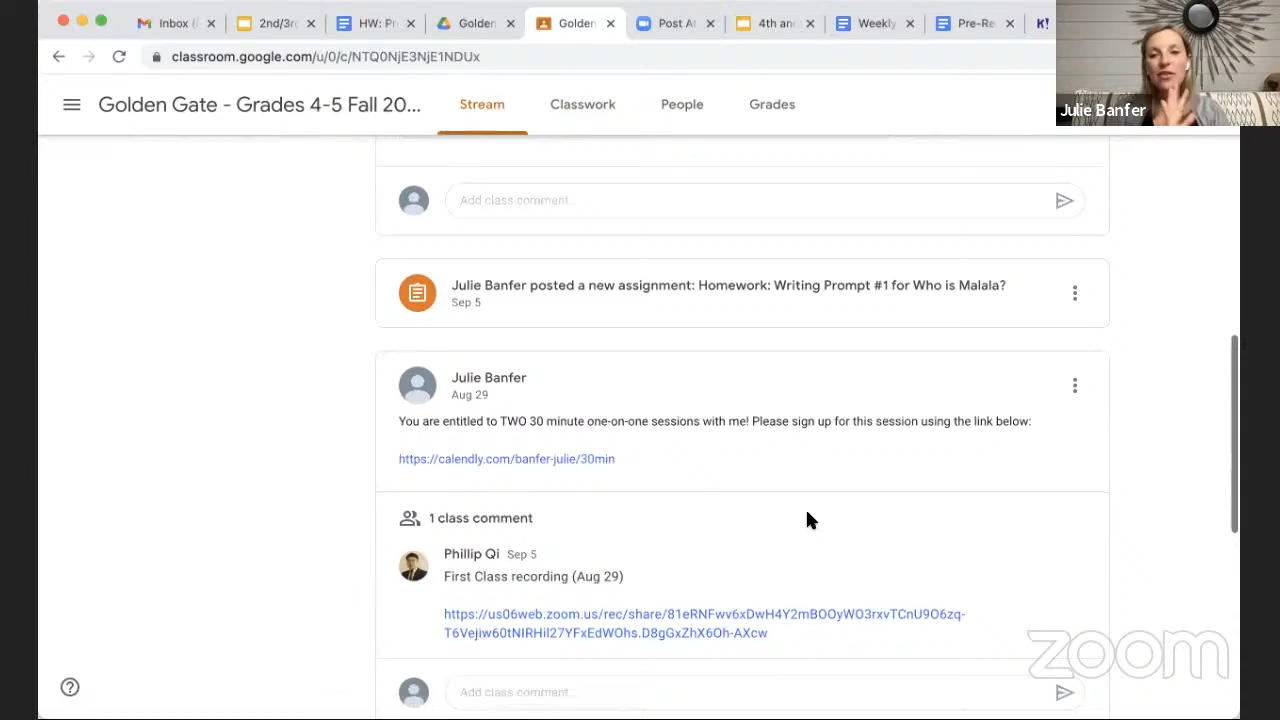 Inbox (
2nd/3r
HW: Pr
Golden
Golden
Post At
4th an
Weekly
Pre-Re
K!
classroom.google.com/u/0/c/NTQ0NjE3NjE1NDUx
Golden Gate - Grades 4-5 Fall 20...
Stream
Classwork
People
Grades
Julie Banfer
Add class comment...
Julie Banfer posted a new assignment: Homework: Writing Prompt #1 for Who is Malala?
Sep 5
Julie Banfer
Aug 29
You are entitled to TWO 30 minute one-on-one sessions with me! Please sign up for this session using the link below:
https://calendly.com/banfer-julie/30min
1 class comment
Phillip Qi Sep 5
First Class recording (Aug 29)
https://us06web.zoom.us/rec/share/81eRNFwv6xDwH4Y2mBOOyWO3rxvTCnU9O6zq-
T6Vejiw60tNIRHil27YFxEdWOhs.D8gGxZhX6Oh-AXcw
zoom
Add class comment...